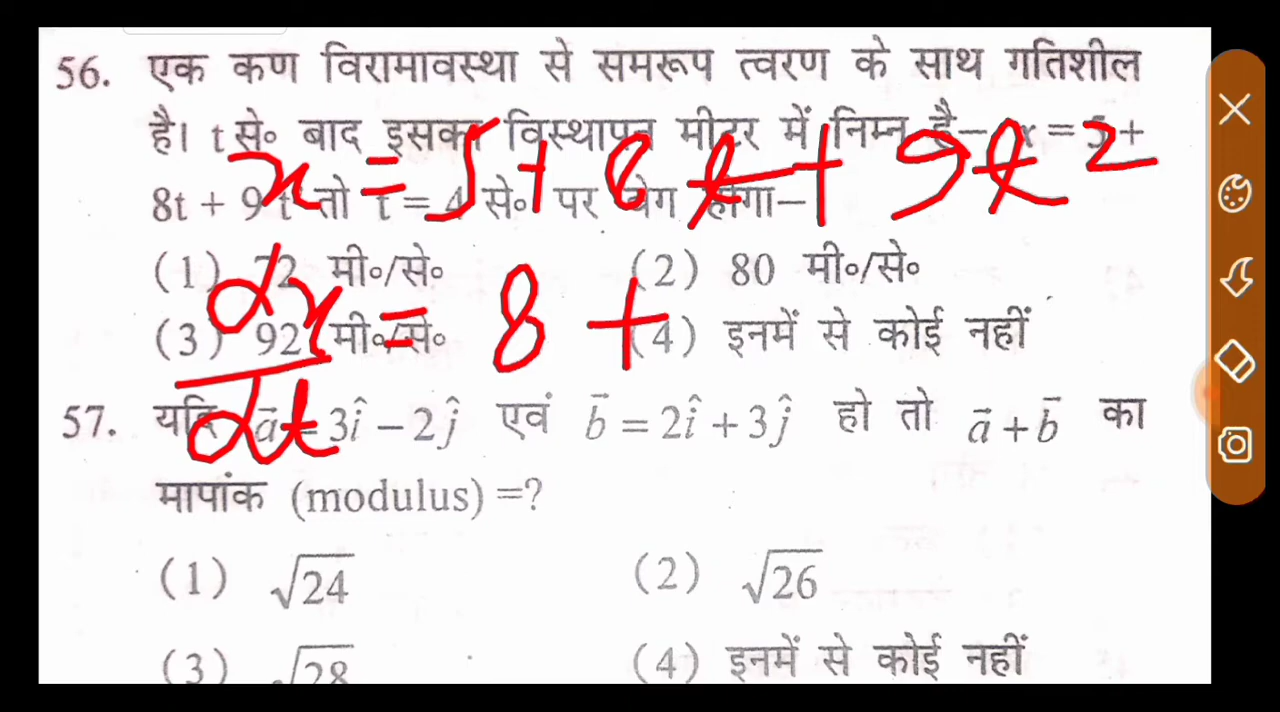 56. एक कण विरामावस्था से समरूप त्वरण के साथ गतिशील
है। t से॰ बाद इसका विस्थापन मीटर में निम्न है– x = 5 +
x = 5 + 8t + 9t²
8t + 9t तो t = 4 से॰ पर वेग होगा–
(1) 72 मी॰/से॰ (2) 80 मी॰/से॰
dx/dt = 8 +
(3) 92 मी॰/से॰ (4) इनमें से कोई नहीं
57. यदि a⃗ = 3î − 2ĵ एवं b⃗ = 2î + 3ĵ हो तो a⃗ + b⃗ का
मापांक (modulus) =?
(1) √24 (2) √26
(3) √28 (4) इनमें से कोई नहीं